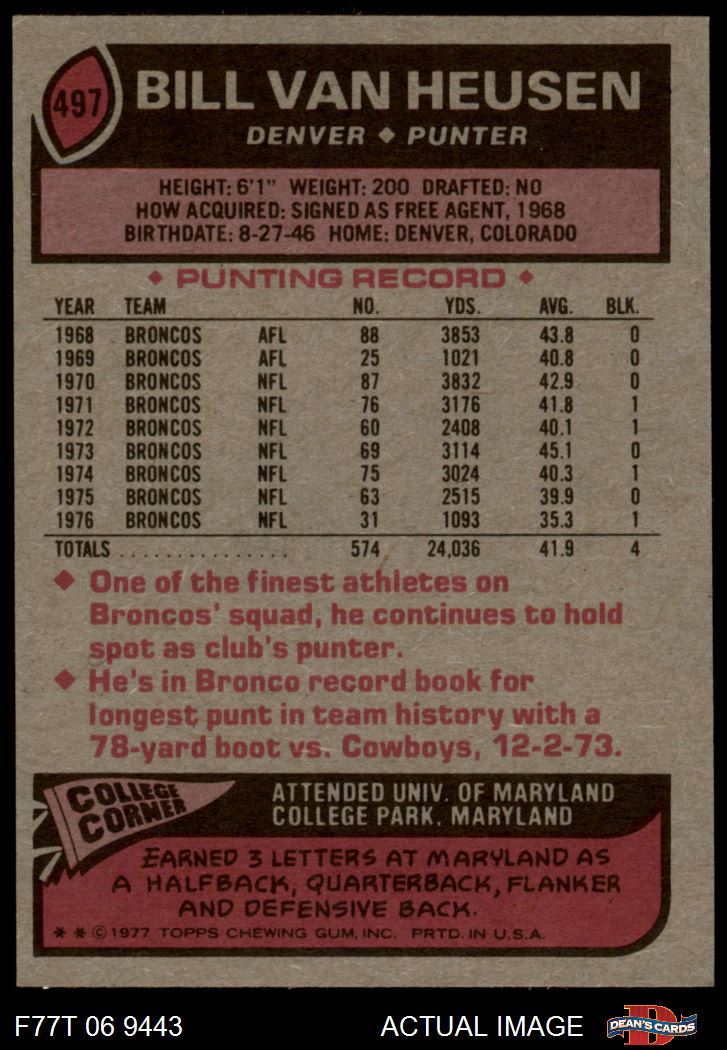 497
BILL VAN HEUSEN
DENVER ◆ PUNTER
HEIGHT: 6'1" WEIGHT: 200 DRAFTED: NO
HOW ACQUIRED: SIGNED AS FREE AGENT, 1968
BIRTHDATE: 8-27-46 HOME: DENVER, COLORADO
◆ PUNTING RECORD ◆
YEAR TEAM NO. YDS. AVG. BLK.
1968 BRONCOS AFL 88 3853 43.8 0
1969 BRONCOS AFL 25 1021 40.8 0
1970 BRONCOS NFL 87 3832 42.9 0
1971 BRONCOS NFL 76 3176 41.8 1
1972 BRONCOS NFL 60 2408 40.1 1
1973 BRONCOS NFL 69 3114 45.1 0
1974 BRONCOS NFL 75 3024 40.3 1
1975 BRONCOS NFL 63 2515 39.9 0
1976 BRONCOS NFL 31 1093 35.3 1
TOTALS . . . . . . . . . . . . . . . 574 24,036 41.9 4
◆ One of the finest athletes on
Broncos' squad, he continues to hold
spot as club's punter.
◆ He's in Bronco record book for
longest punt in team history with a
78-yard boot vs. Cowboys, 12-2-73.
COLLEGE
CORNER
ATTENDED UNIV. OF MARYLAND
COLLEGE PARK, MARYLAND
EARNED 3 LETTERS AT MARYLAND AS
A HALFBACK, QUARTERBACK, FLANKER
AND DEFENSIVE BACK.
* * © 1977 TOPPS CHEWING GUM, INC. PRTD. IN U.S.A.
F77T 06 9443 ACTUAL IMAGE
D
DEAN'S CARDS